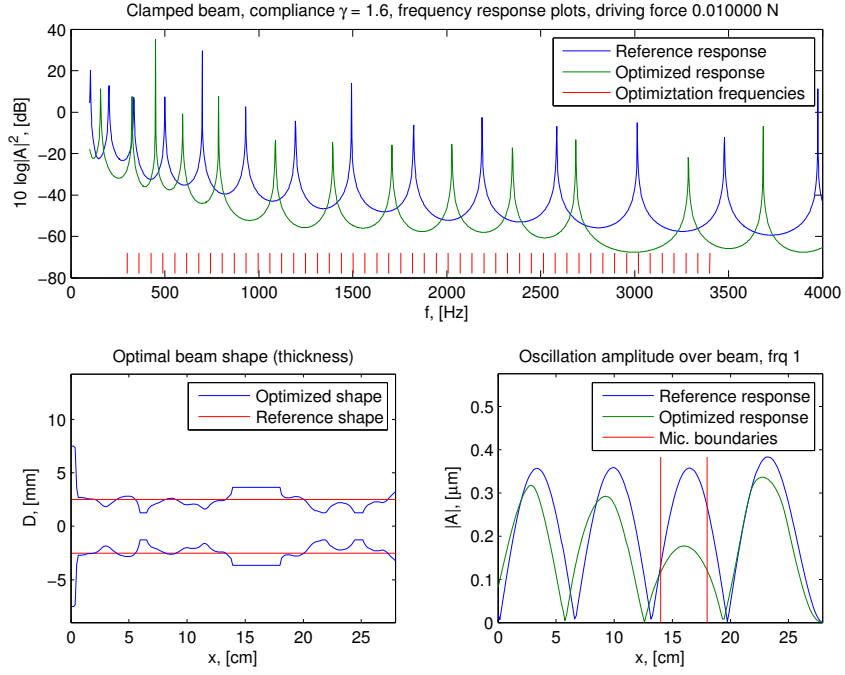 Clamped beam, compliance γ = 1.6, frequency response plots, driving force 0.010000 N
40
20
0
−20
−40
−60
−80
10 log|A|², [dB]
Reference response
Optimized response
Optimiztation frequencies
0 500 1000 1500 2000 2500 3000 3500 4000
f, [Hz]
Optimal beam shape (thickness)
10
5
0
−5
D, [mm]
Optimized shape
Reference shape
0 5 10 15 20 25
x, [cm]
Oscillation amplitude over beam, frq 1
0.5
0.4
0.3
0.2
0.1
0
|A|, [μm]
Reference response
Optimized response
Mic. boundaries
0 5 10 15 20 25
x, [cm]